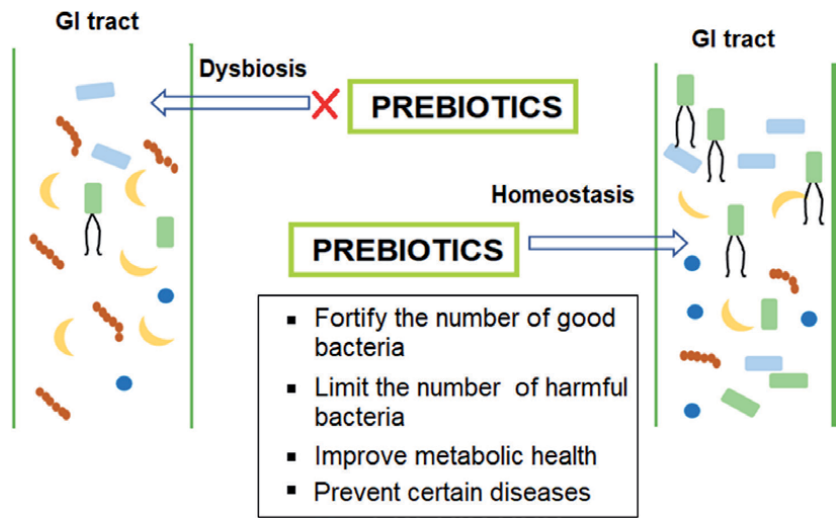 GI tract
GI tract
Dysbiosis
PREBIOTICS
Homeostasis
PREBIOTICS
▪ Fortify the number of good
bacteria
▪ Limit the number of harmful
bacteria
▪ Improve metabolic health
▪ Prevent certain diseases